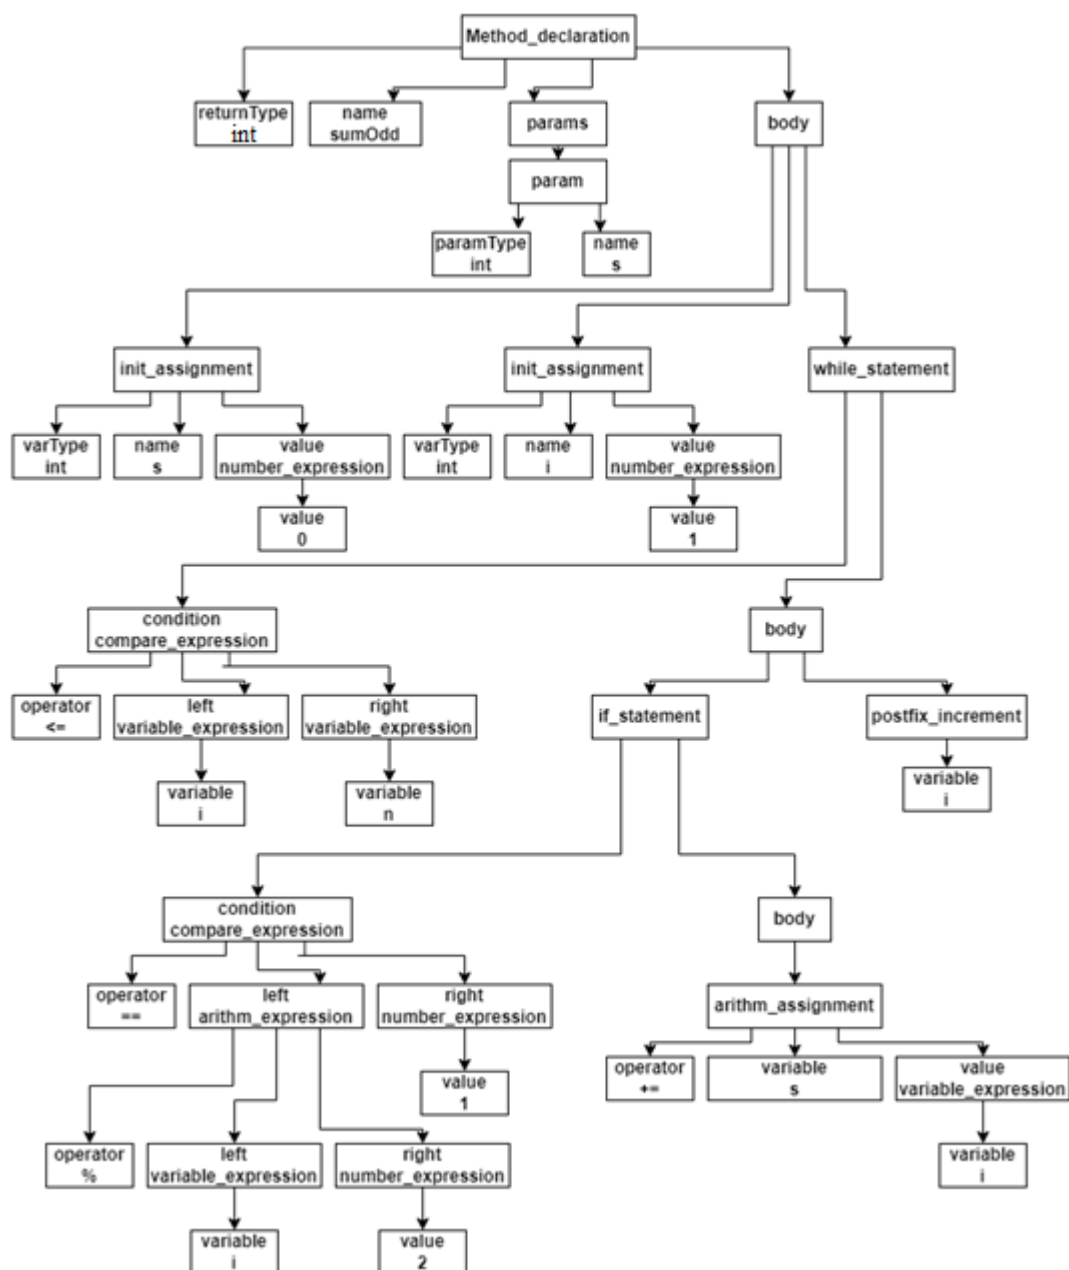 Method_declaration
returnType
int
name
sumOdd
params
body
param
paramType
int
name
s
init_assignment
init_assignment
while_statement
varType
int
name
s
value
number_expression
varType
int
name
i
value
number_expression
value
0
value
1
condition
compare_expression
body
operator
<=
left
variable_expression
right
variable_expression
if_statement
postfix_increment
variable
i
variable
n
variable
i
condition
compare_expression
body
operator
==
left
arithm_expression
right
number_expression
arithm_assignment
value
1
operator
+=
variable
s
value
variable_expression
operator
%
left
variable_expression
right
number_expression
variable
i
variable
i
value
2